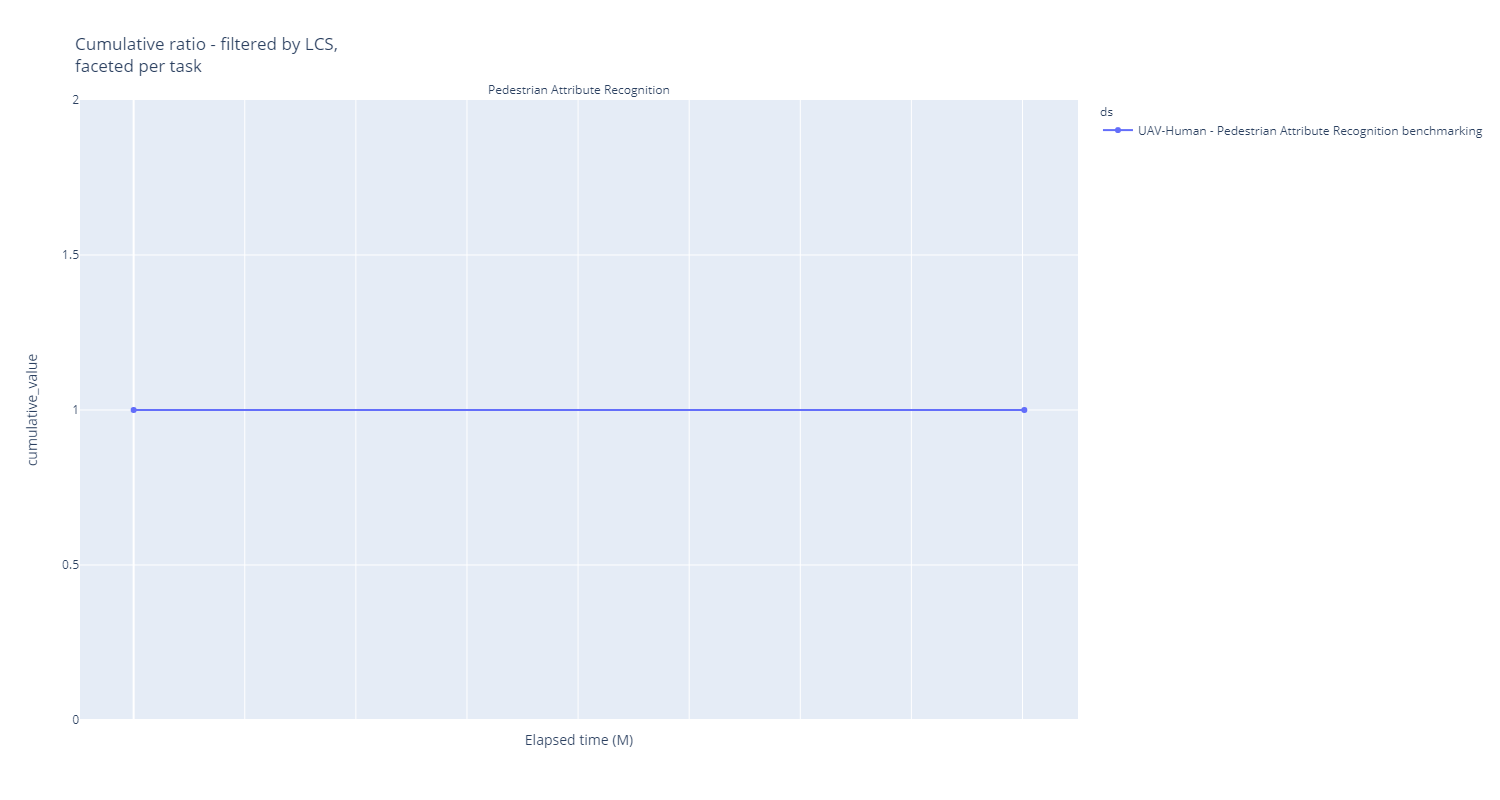 Cumulative ratio - filtered by LCS,
faceted per task
Pedestrian Attribute Recognition
2
1.5
1
0.5
0
cumulative_value
Elapsed time (M)
ds
UAV-Human - Pedestrian Attribute Recognition benchmarking